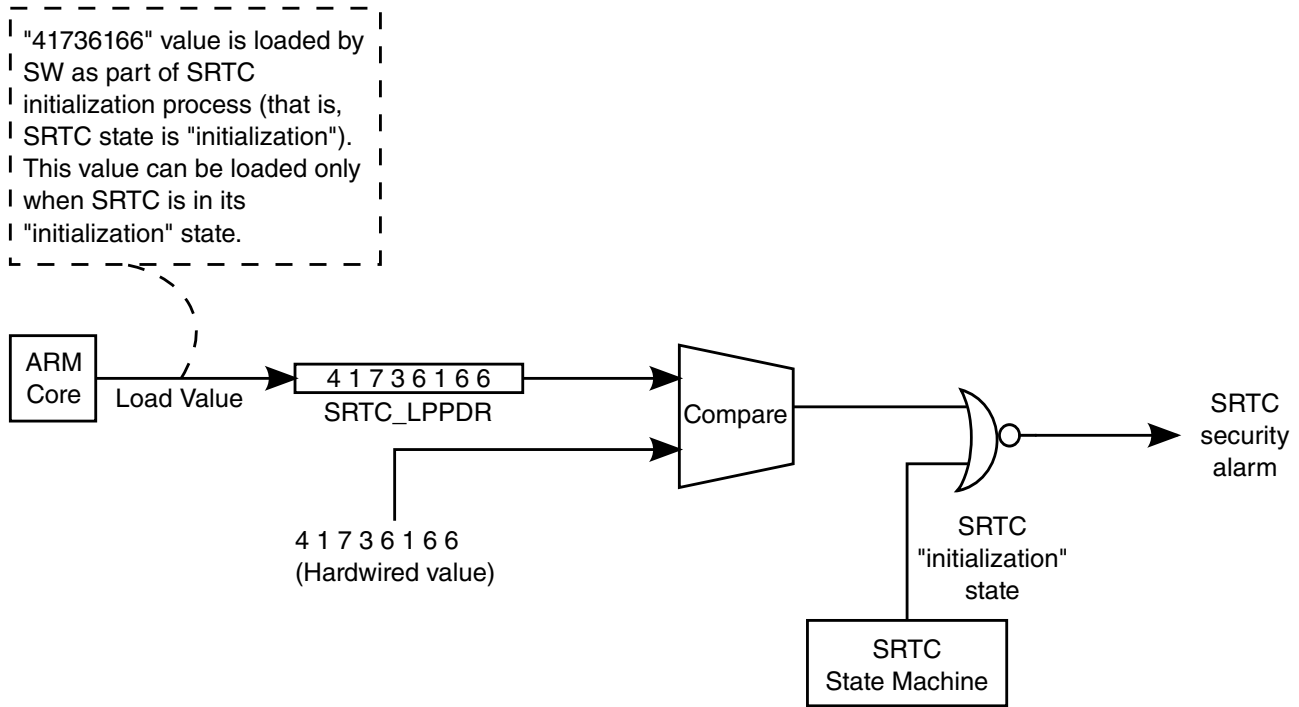 "41736166" value is loaded by
SW as part of SRTC
initialization process (that is,
SRTC state is "initialization").
This value can be loaded only
when SRTC is in its
"initialization" state.
ARM
Core
Load Value
4 1 7 3 6 1 6 6
SRTC_LPPDR
Compare
SRTC
security
alarm
4 1 7 3 6 1 6 6
(Hardwired value)
SRTC
"initialization"
state
SRTC
State Machine